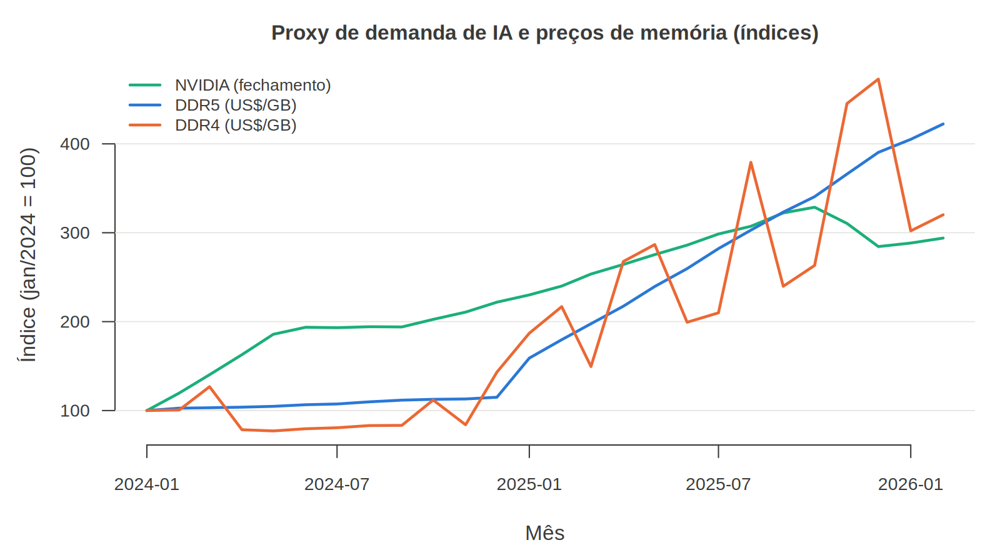 Proxy de demanda de IA e preços de memória (índices)
NVIDIA (fechamento)
DDR5 (US$/GB)
DDR4 (US$/GB)
Índice (jan/2024 = 100)
400
300
200
100
2024-01
2024-07
2025-01
2025-07
2026-01
Mês